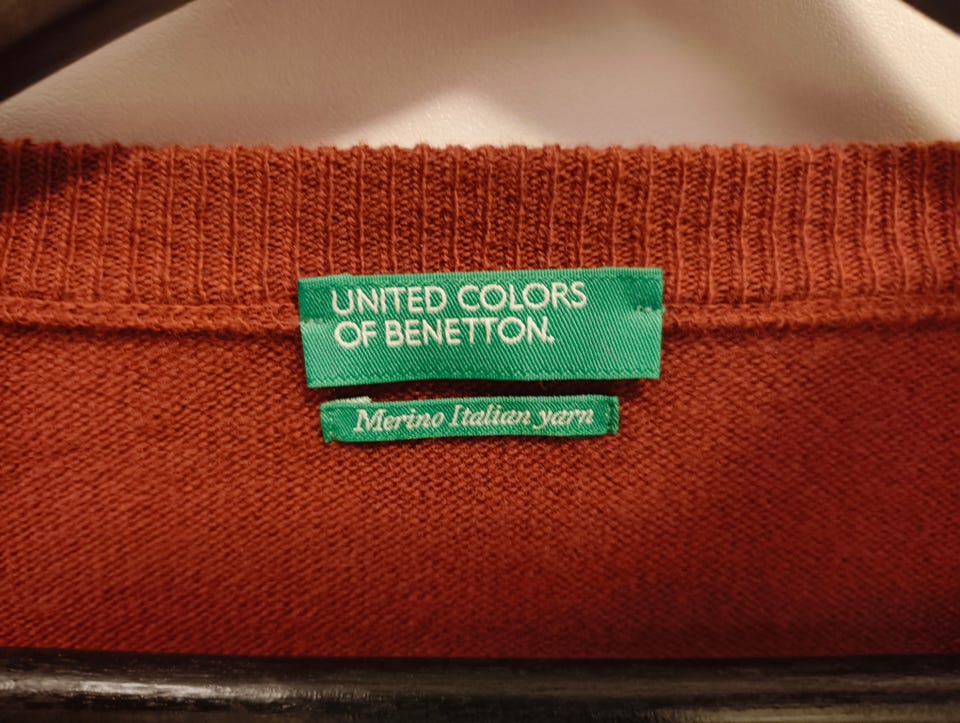 UNITED COLORS
OF BENETTON.
Merino Italian yarn